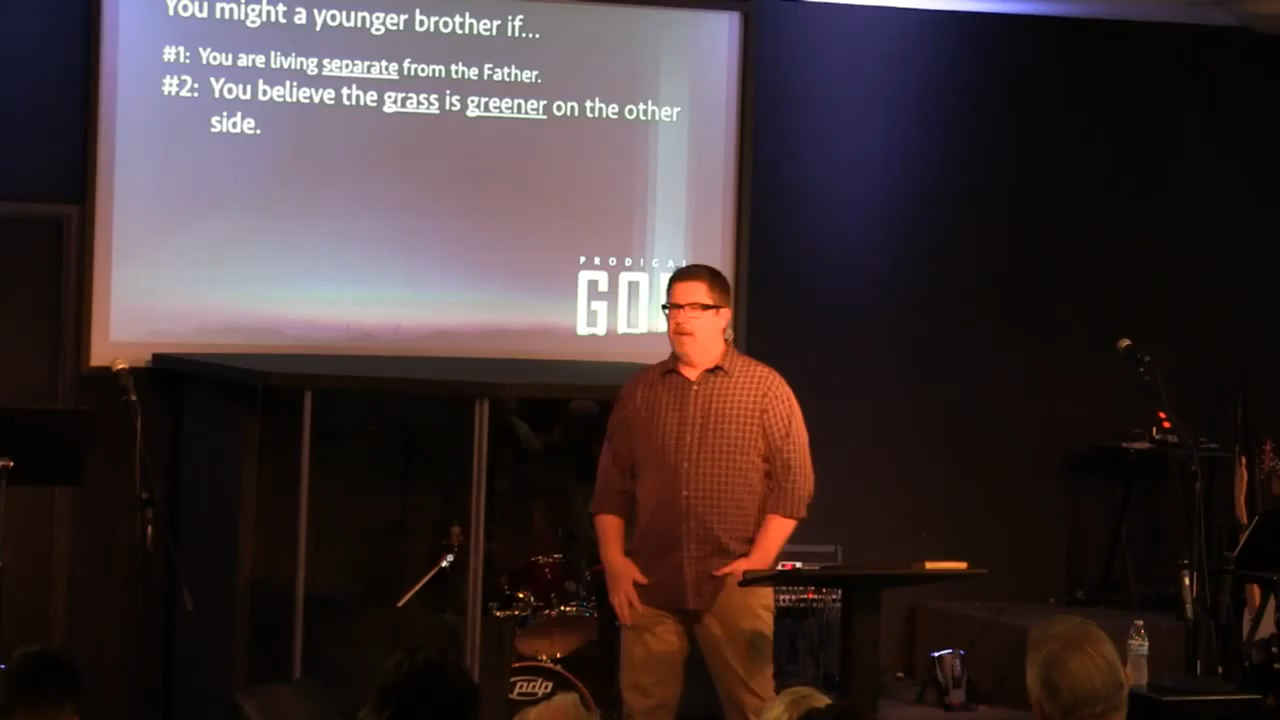 You might a younger brother if...
#1: You are living separate from the Father.
#2: You believe the grass is greener on the other
side.
PRODIGAL
GO
pdp